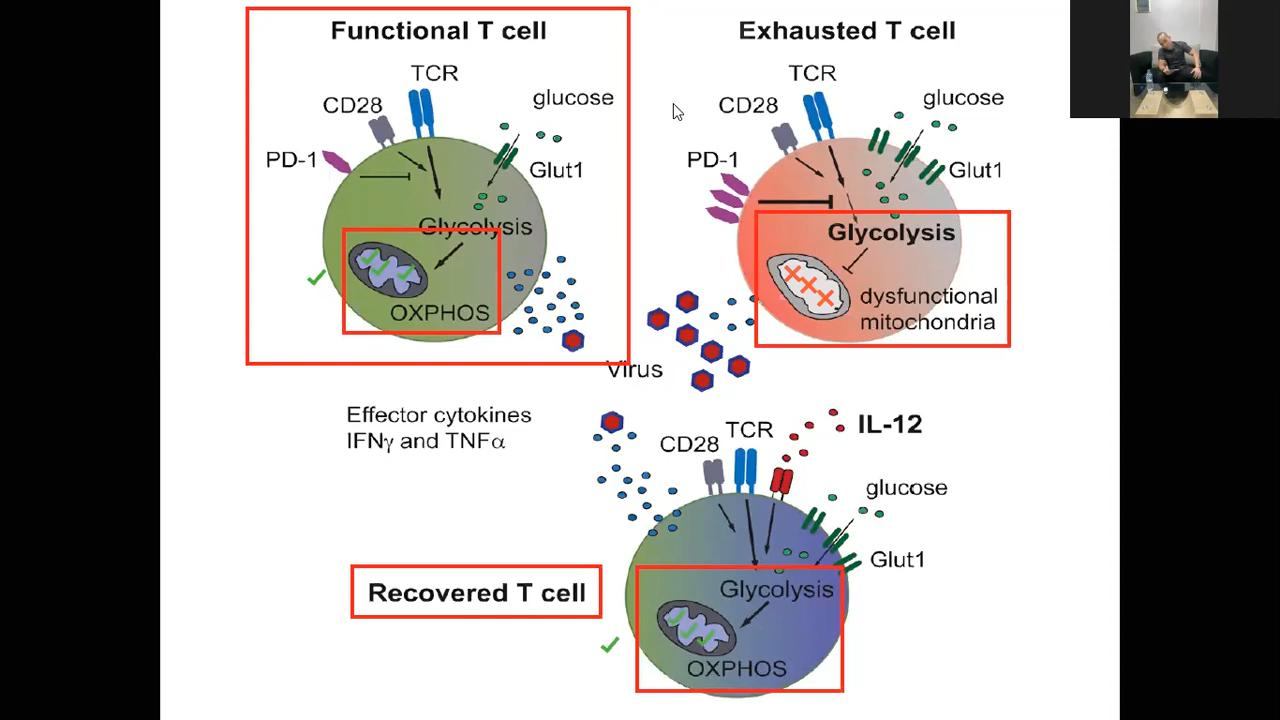 Functional T cell
TCR
CD28
glucose
PD-1
Glut1
Glycolysis
OXPHOS
Exhausted T cell
TCR
CD28
glucose
PD-1
Glut1
Glycolysis
dysfunctional
mitochondria
Virus
Effector cytokines
IFNγ and TNFα
IL-12
TCR
CD28
glucose
Glut1
Glycolysis
OXPHOS
Recovered T cell